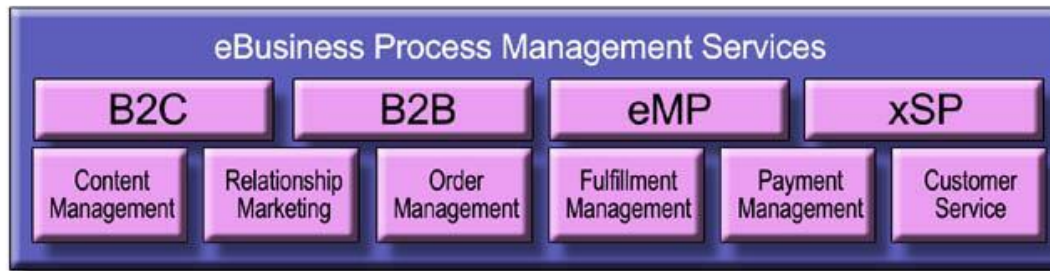 eBusiness Process Management Services
B2C
B2B
eMP
xSP
Content
Management
Relationship
Marketing
Order
Management
Fulfillment
Management
Payment
Management
Customer
Service